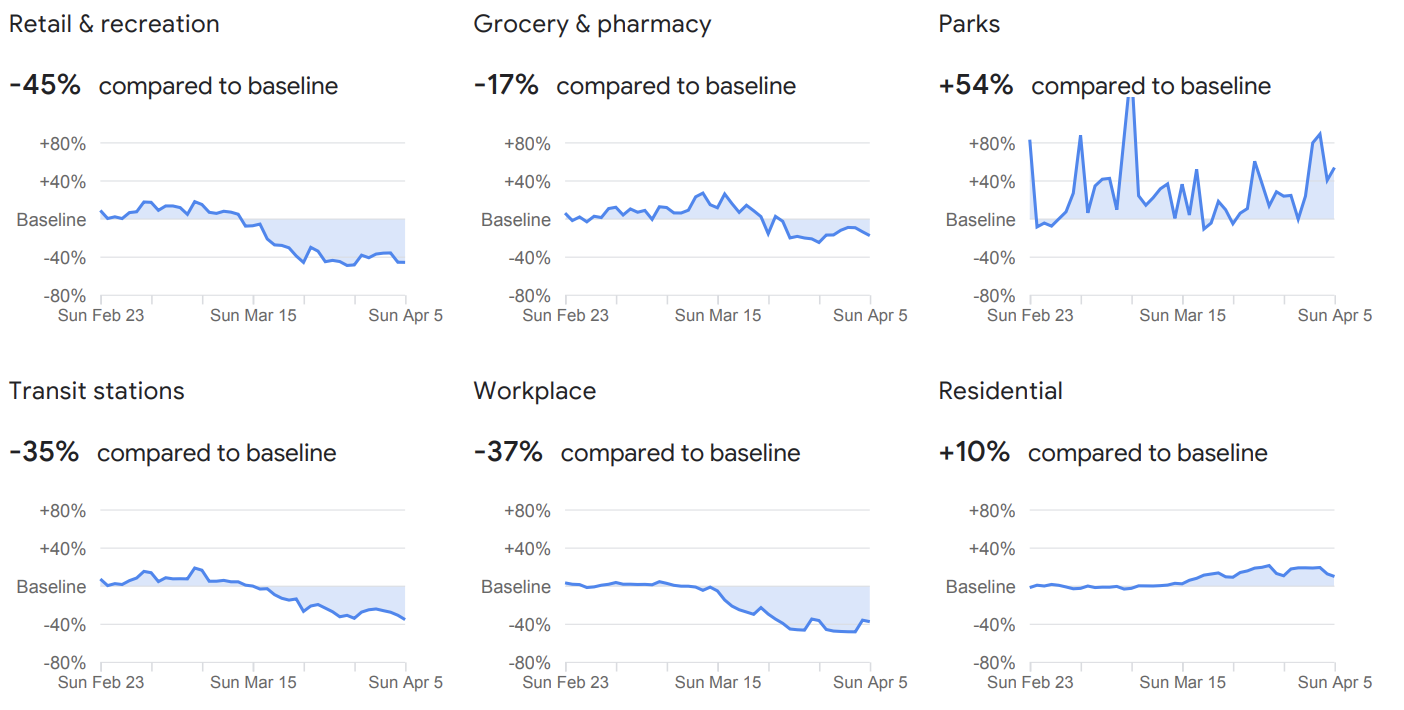 Retail & recreation
-45% compared to baseline
+80%
+40%
Baseline
-40%
-80%
Sun Feb 23 Sun Mar 15 Sun Apr 5
Grocery & pharmacy
-17% compared to baseline
+80%
+40%
Baseline
-40%
-80%
Sun Feb 23 Sun Mar 15 Sun Apr 5
Parks
+54% compared to baseline
+80%
+40%
Baseline
-40%
-80%
Sun Feb 23 Sun Mar 15 Sun Apr 5
Transit stations
-35% compared to baseline
+80%
+40%
Baseline
-40%
-80%
Sun Feb 23 Sun Mar 15 Sun Apr 5
Workplace
-37% compared to baseline
+80%
+40%
Baseline
-40%
-80%
Sun Feb 23 Sun Mar 15 Sun Apr 5
Residential
+10% compared to baseline
+80%
+40%
Baseline
-40%
-80%
Sun Feb 23 Sun Mar 15 Sun Apr 5